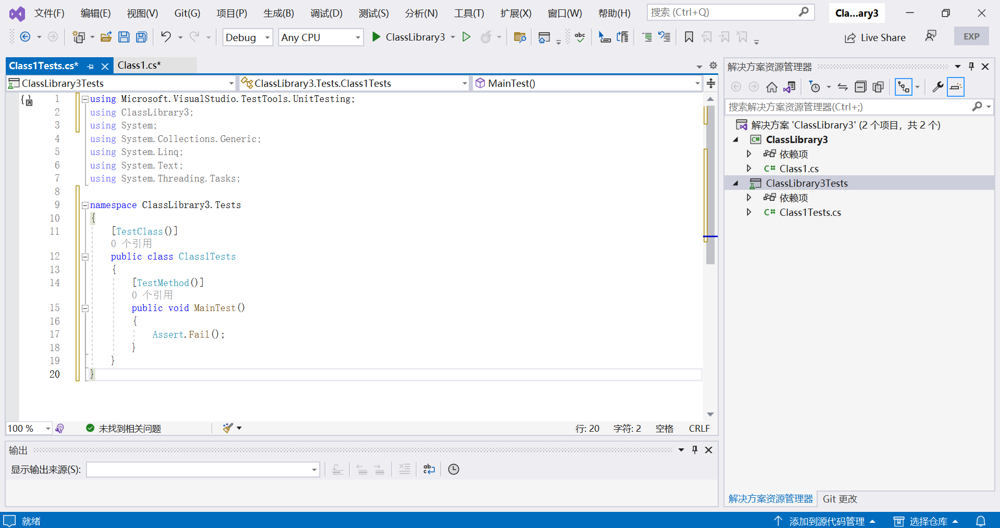 文件(F) 编辑(E) 视图(V) Git(G) 项目(P) 生成(B) 调试(D) 测试(S) 分析(N) 工具(T) 扩展(X) 窗口(W) 帮助(H) 搜索 (Ctrl+Q) Cla...ary3
Debug Any CPU ClassLibrary3 abc Live Share EXP
Class1Tests.cs* Class1.cs*
ClassLibrary3Tests ClassLibrary3.Tests.Class1Tests MainTest()
1 using Microsoft.VisualStudio.TestTools.UnitTesting;
2 using ClassLibrary3;
3 using System;
4 using System.Collections.Generic;
5 using System.Linq;
6 using System.Text;
7 using System.Threading.Tasks;
8
9 namespace ClassLibrary3.Tests
10 {
11 [TestClass()]
0 个引用
12 public class Class1Tests
13 {
14 [TestMethod()]
0 个引用
15 public void MainTest()
16 {
17 Assert.Fail();
18 }
19 }
20 }
100 % 未找到相关问题 行: 20 字符: 2 空格 CRLF
输出
显示输出来源(S):
解决方案资源管理器
搜索解决方案资源管理器(Ctrl+;)
解决方案 'ClassLibrary3' (2 个项目，共 2 个)
C# ClassLibrary3
依赖项
C# Class1.cs
ClassLibrary3Tests
依赖项
C# Class1Tests.cs
解决方案资源管理器 Git 更改
就绪 添加到源代码管理 选择仓库